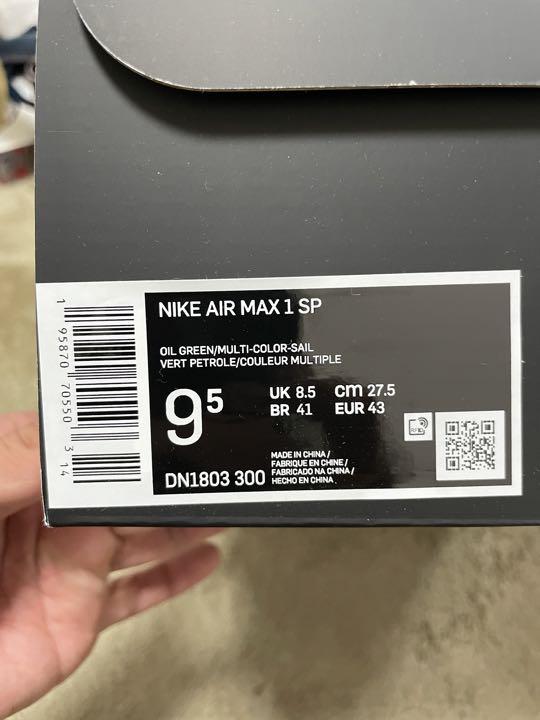 NIKE AIR MAX 1 SP
OIL GREEN/MULTI-COLOR-SAIL
VERT PETROLE/COULEUR MULTIPLE
9 5
UK 8.5 cm 27.5
BR 41 EUR 43
RFID
DN1803 300
MADE IN CHINA /
FABRIQUE EN CHINE /
FABRICADO NA CHINA /
HECHO EN CHINA
1 95870 70550 3 14